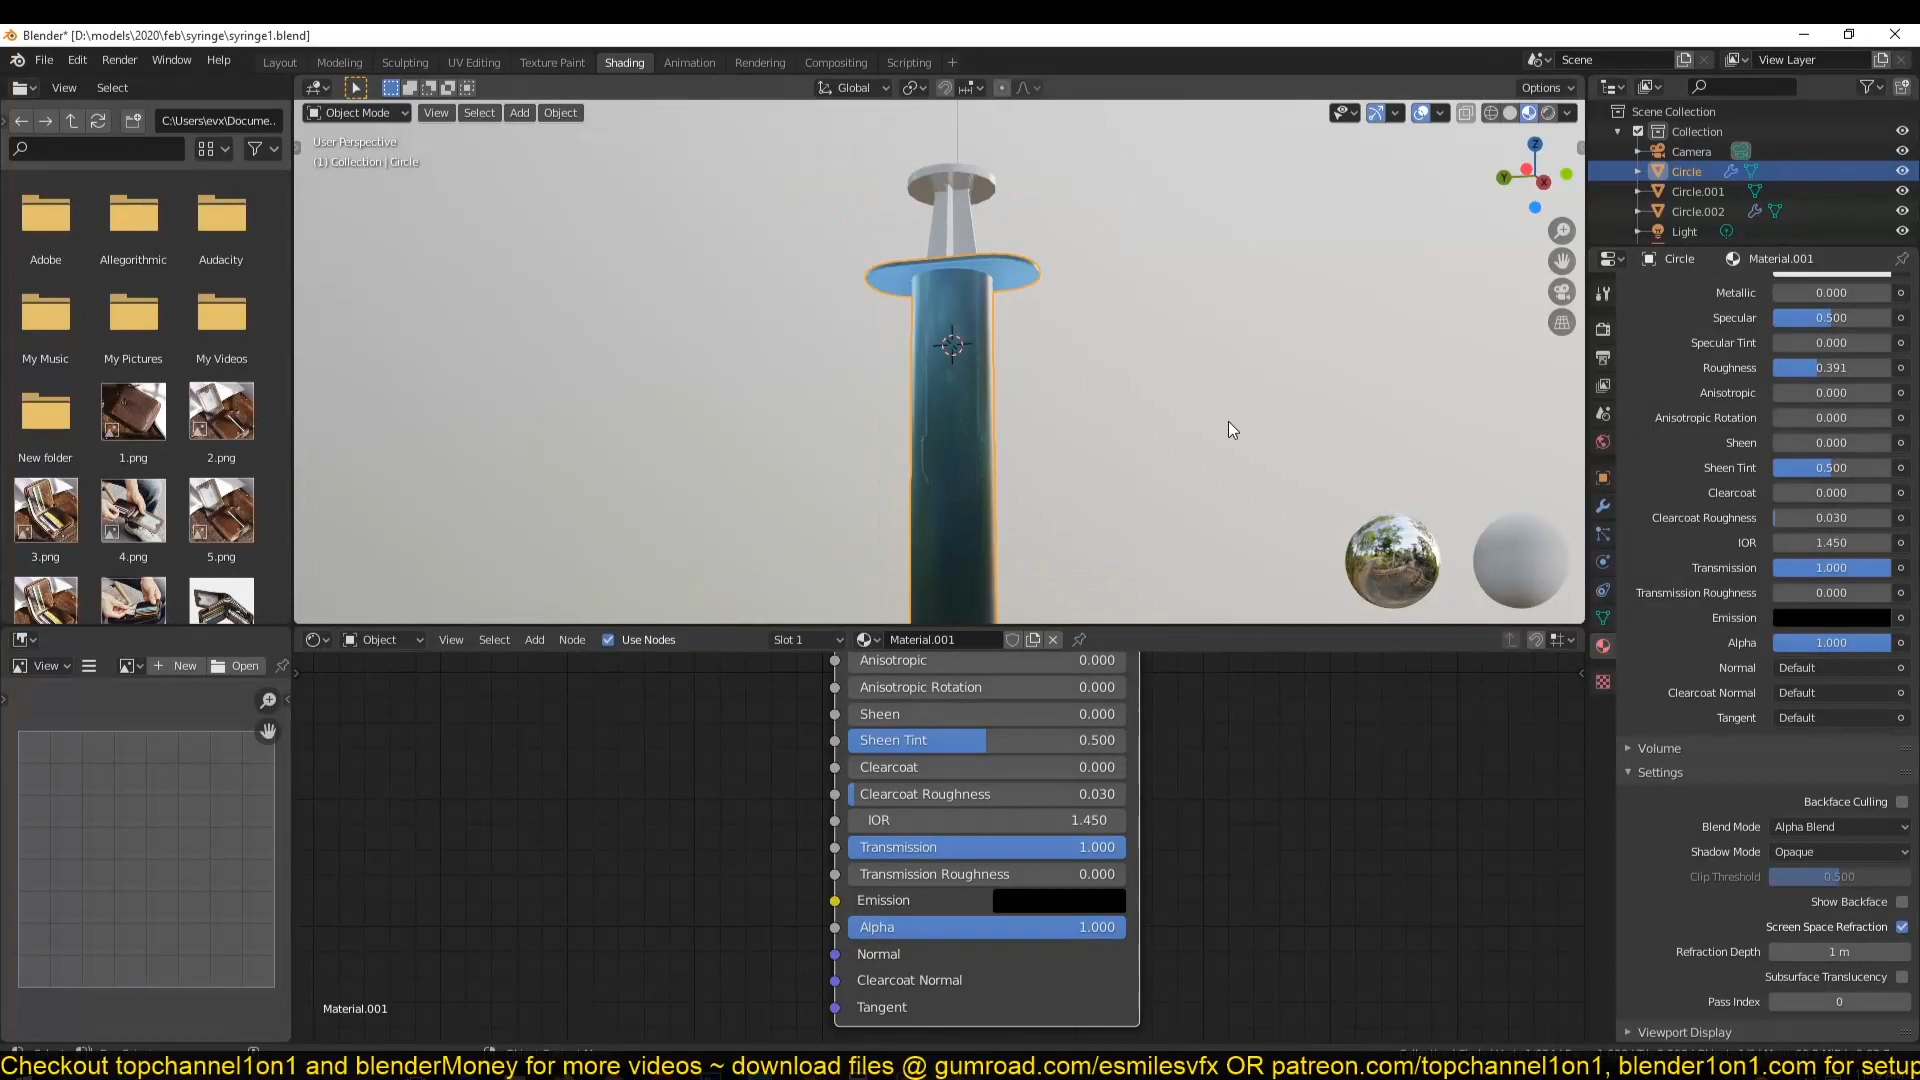 Blender* [D:\models\2020\feb\syringe\syringe1.blend]
File Edit Render Window Help
Layout Modeling Sculpting UV Editing Texture Paint Shading Animation Rendering Compositing Scripting +
Scene
View Layer
View Select
Global
Options
C:\Users\evx\Docume..
Object Mode View Select Add Object
User Perspective
(1) Collection | Circle
Z
Y
X
Adobe Allegorithmic Audacity
My Music My Pictures My Videos
New folder 1.png 2.png
3.png 4.png 5.png
Scene Collection
Collection
Camera
Circle
Circle.001
Circle.002
Light
Circle Material.001
Metallic 0.000
Specular 0.500
Specular Tint 0.000
Roughness 0.391
Anisotropic 0.000
Anisotropic Rotation 0.000
Sheen 0.000
Sheen Tint 0.500
Clearcoat 0.000
Clearcoat Roughness 0.030
IOR 1.450
Transmission 1.000
Transmission Roughness 0.000
Emission
Alpha 1.000
Normal Default
Clearcoat Normal Default
Tangent Default
Volume
Settings
Backface Culling
Blend Mode Alpha Blend
Shadow Mode Opaque
Clip Threshold 0.500
Show Backface
Screen Space Refraction
Refraction Depth 1 m
Subsurface Translucency
Pass Index 0
Viewport Display
View + New Open
Object View Select Add Node Use Nodes Slot 1 Material.001
Anisotropic 0.000
Anisotropic Rotation 0.000
Sheen 0.000
Sheen Tint 0.500
Clearcoat 0.000
Clearcoat Roughness 0.030
IOR 1.450
Transmission 1.000
Transmission Roughness 0.000
Emission
Alpha 1.000
Normal
Clearcoat Normal
Tangent
Material.001
Checkout topchannel1on1 and blenderMoney for more videos ~ download files @ gumroad.com/esmilesvfx OR patreon.com/topchannel1on1, blender1on1.com for setup